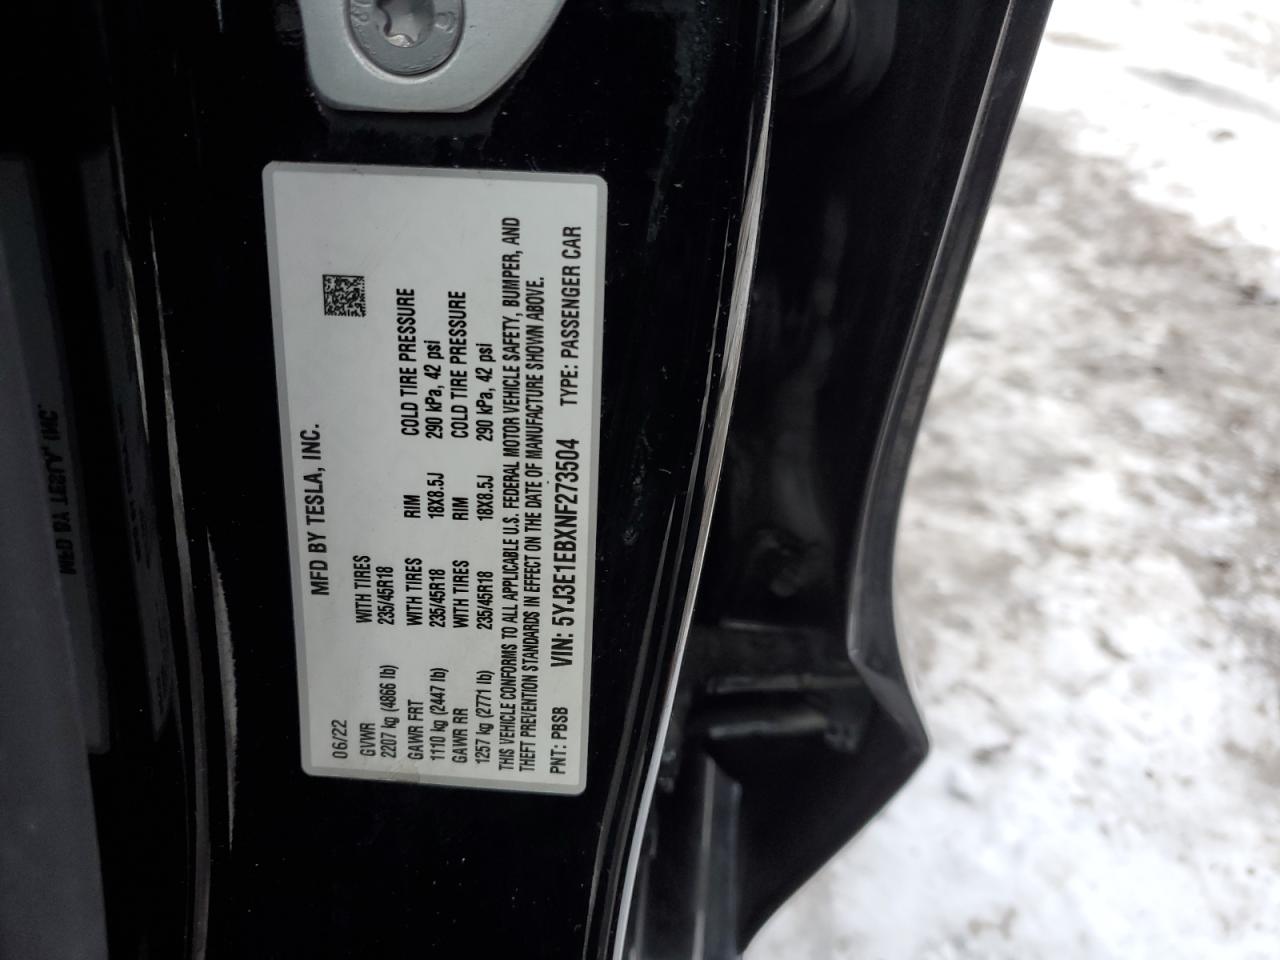 MFD BY TESLA, INC.
06/22
GVWR WITH TIRES
2207 kg (4866 lb) 235/45R18
GAWR FRT WITH TIRES RIM COLD TIRE PRESSURE
1110 kg (2447 lb) 235/45R18 18X8.5J 290 kPa, 42 psi
GAWR RR WITH TIRES RIM COLD TIRE PRESSURE
1257 kg (2771 lb) 235/45R18 18X8.5J 290 kPa, 42 psi
THIS VEHICLE CONFORMS TO ALL APPLICABLE U.S. FEDERAL MOTOR VEHICLE SAFETY, BUMPER, AND
THEFT PREVENTION STANDARDS IN EFFECT ON THE DATE OF MANUFACTURE SHOWN ABOVE.
PNT: PBSB VIN: 5YJ3E1EBXNF273504 TYPE: PASSENGER CAR